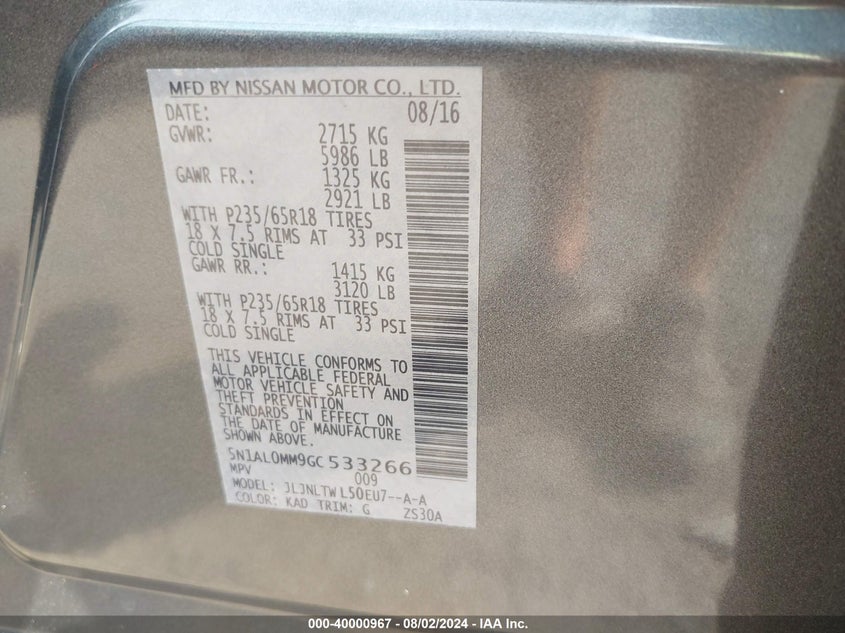 MFD BY NISSAN MOTOR CO., LTD.
DATE: 08/16
GVWR: 2715 KG
5986 LB
GAWR FR.: 1325 KG
2921 LB
WITH P235/65R18 TIRES
18 X 7.5 RIMS AT 33 PSI
COLD SINGLE
GAWR RR.: 1415 KG
3120 LB
WITH P235/65R18 TIRES
18 X 7.5 RIMS AT 33 PSI
COLD SINGLE
THIS VEHICLE CONFORMS TO
ALL APPLICABLE FEDERAL
MOTOR VEHICLE SAFETY AND
THEFT PREVENTION
STANDARDS IN EFFECT ON
THE DATE OF MANUFACTURE
SHOWN ABOVE.
5N1AL0MM9GC533266
MPV 009
MODEL: JLJNLTWL50EU7--A-A
COLOR: KAD TRIM: G ZS30A
000-40000967 - 08/02/2024 - IAA Inc.